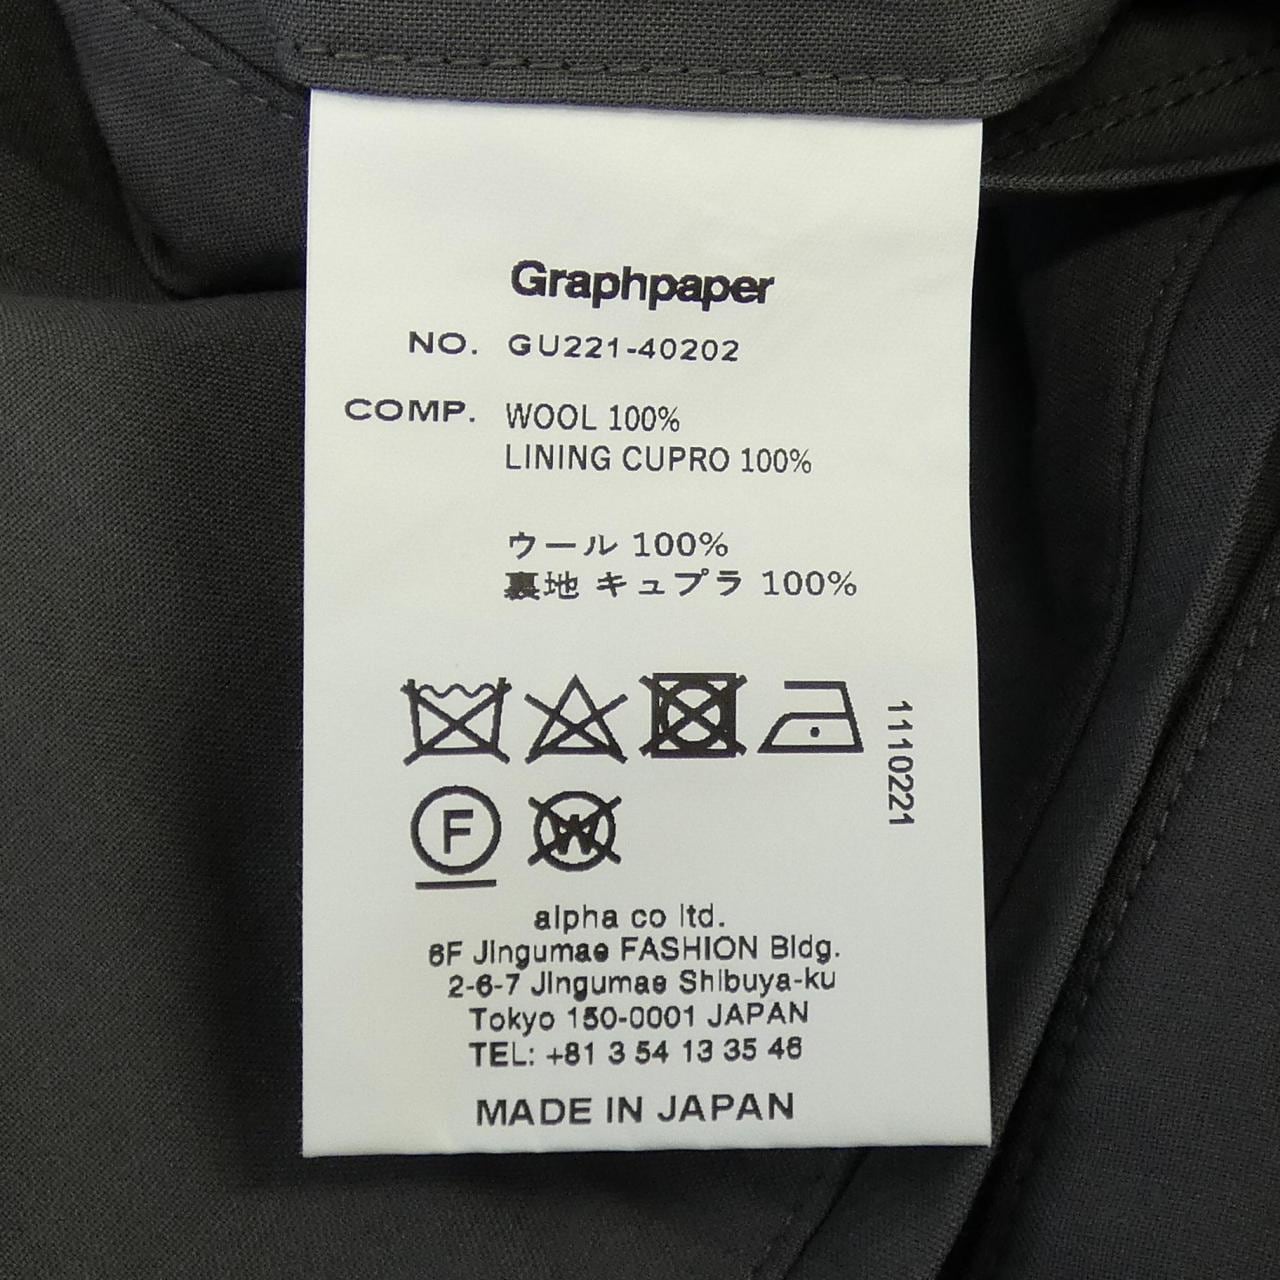 Graphpaper
NO. GU221-40202
COMP. WOOL 100%
LINING CUPRO 100%
ウール 100%
裏地 キュプラ 100%
1110221
F
W
alpha co ltd.
6F Jingumae FASHION Bldg.
2-6-7 Jingumae Shibuya-ku
Tokyo 150-0001 JAPAN
TEL: +81 3 54 13 35 46
MADE IN JAPAN